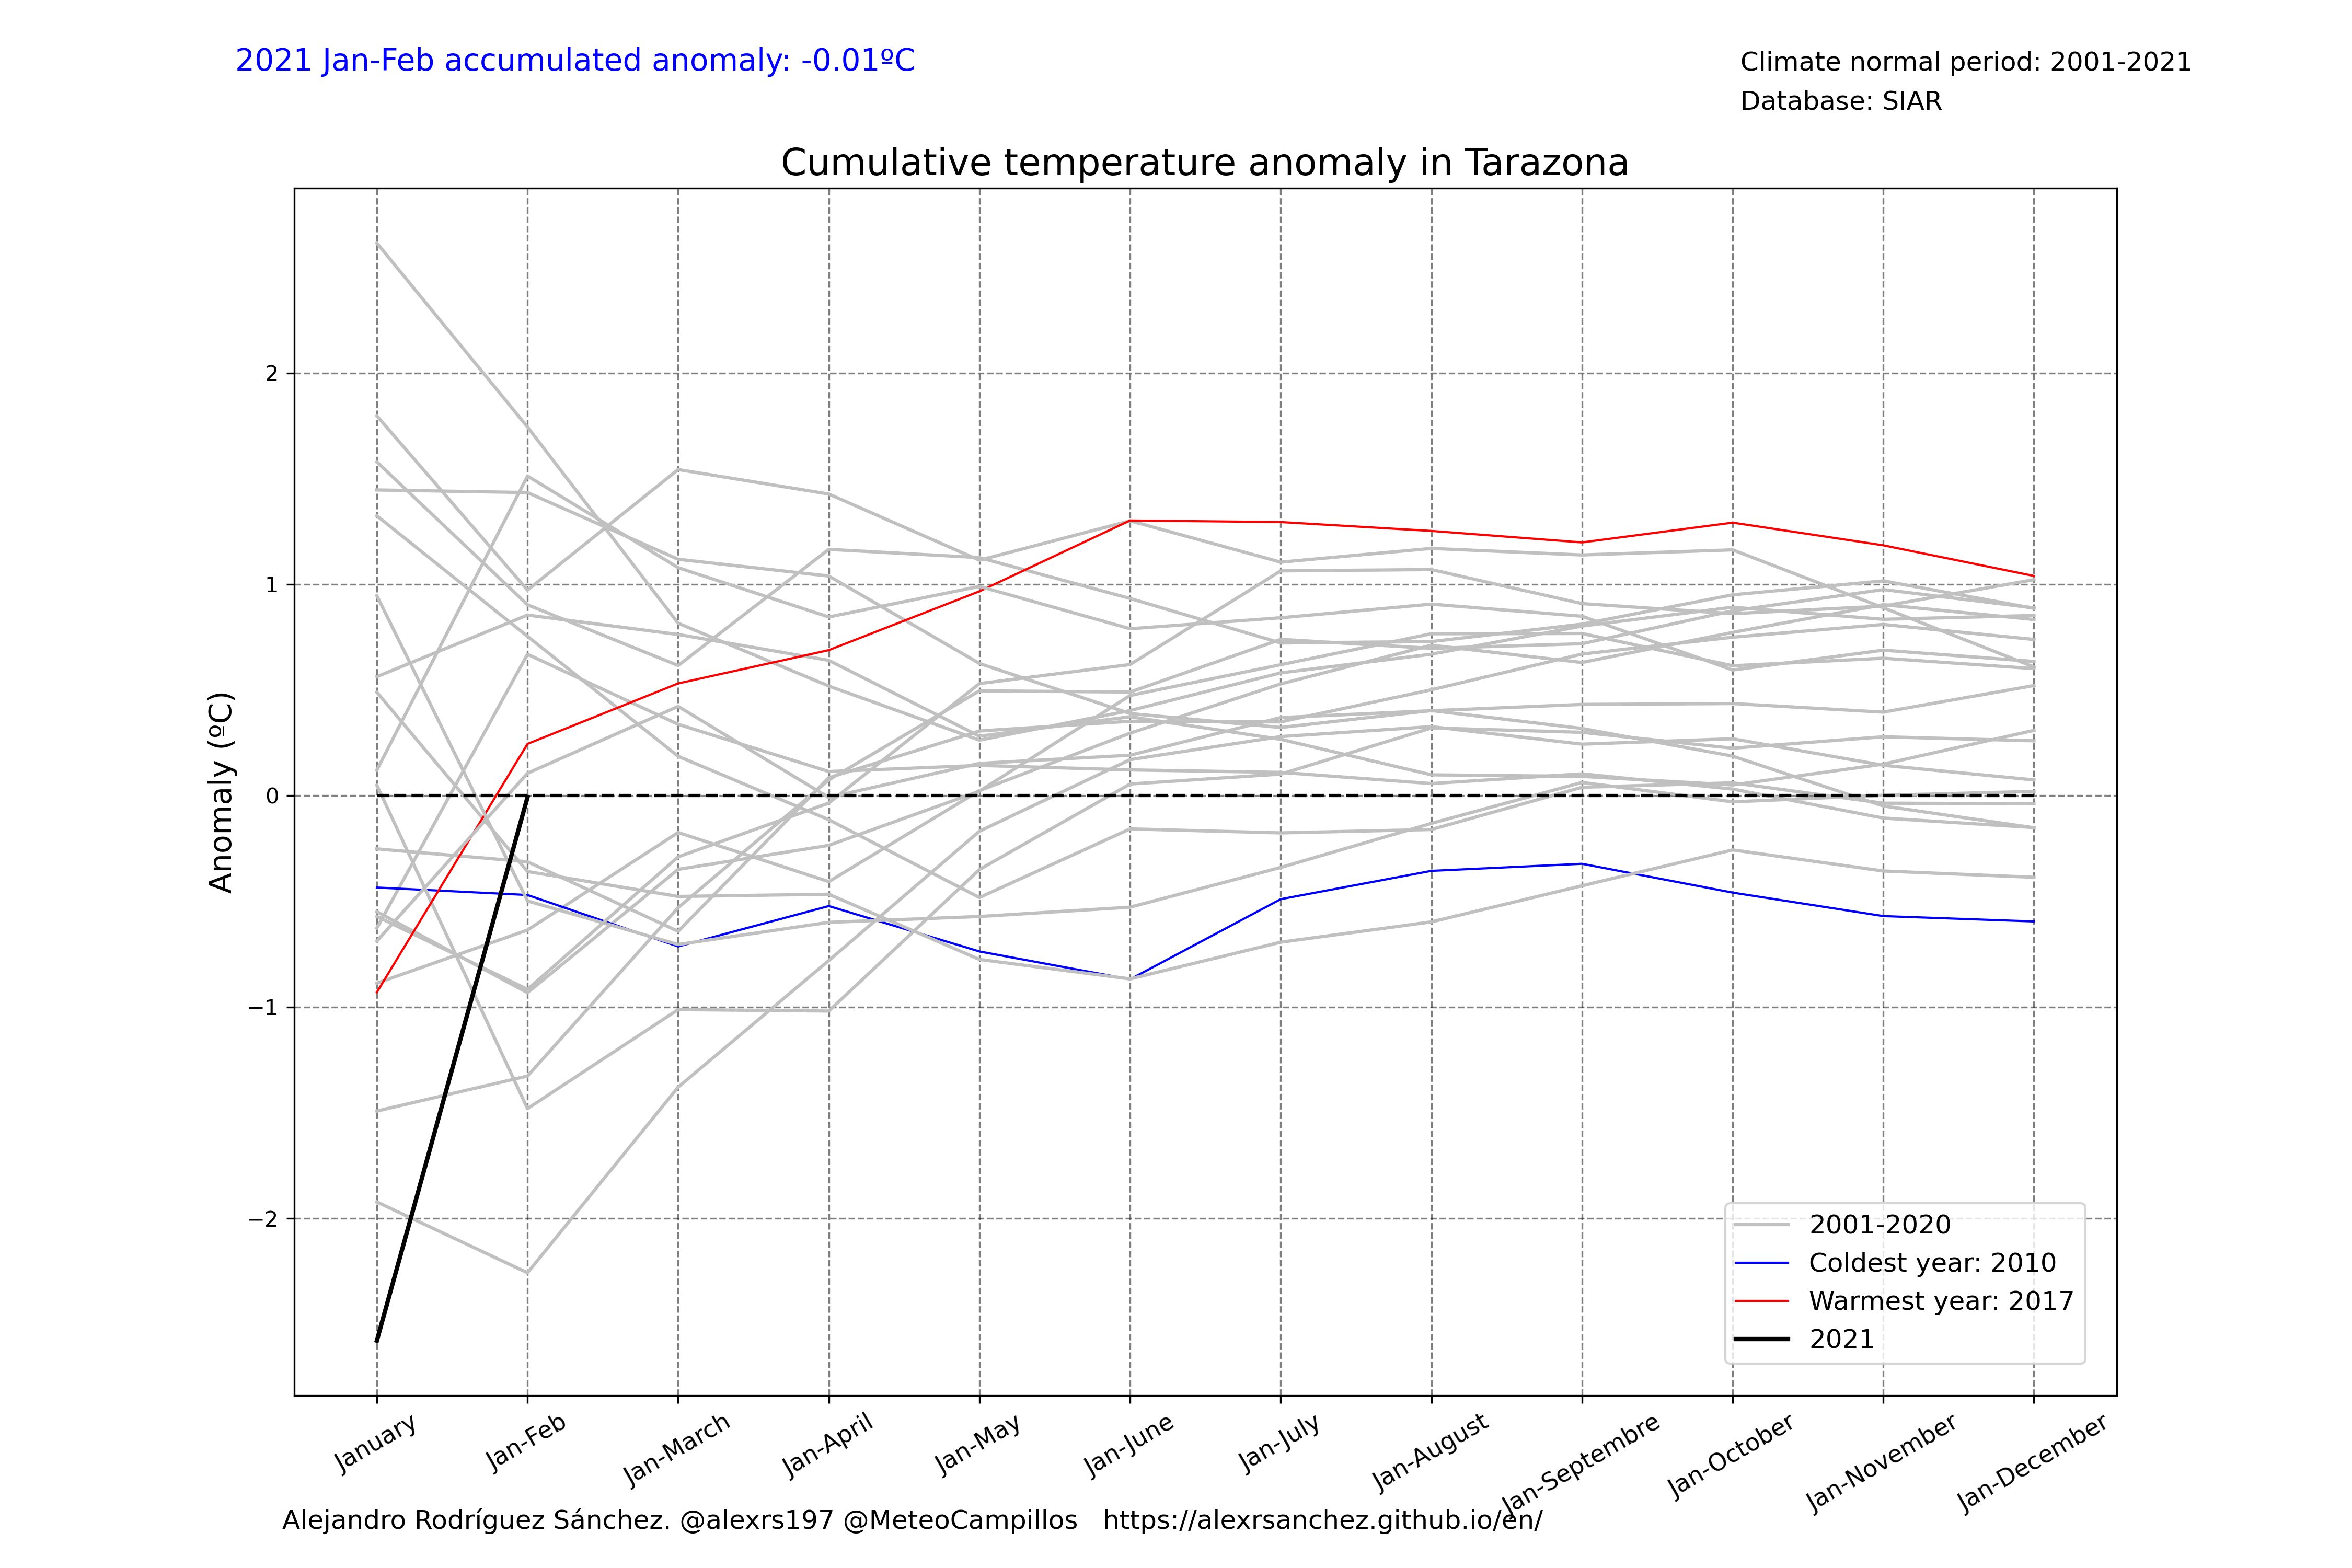 2021 Jan-Feb accumulated anomaly: -0.01ºC
Climate normal period: 2001-2021
Database: SIAR
Cumulative temperature anomaly in Tarazona
Anomaly (ºC)
2
1
0
−1
−2
2001-2020
Coldest year: 2010
Warmest year: 2017
2021
January
Jan-Feb
Jan-March
Jan-April
Jan-May
Jan-June
Jan-July
Jan-August
Jan-Septembre
Jan-October
Jan-November
Jan-December
Alejandro Rodríguez Sánchez. @alexrs197 @MeteoCampillos https://alexrsanchez.github.io/en/